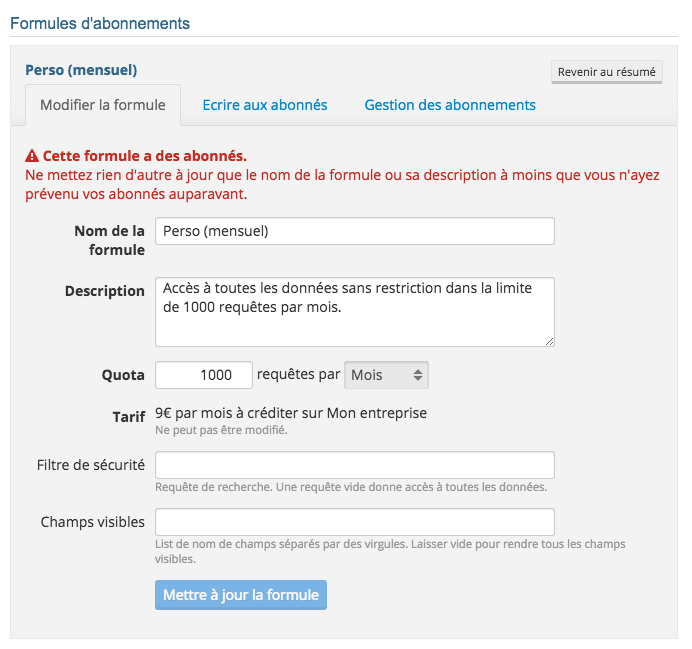 Formules d'abonnements
Perso (mensuel)
Revenir au résumé
Modifier la formule
Ecrire aux abonnés
Gestion des abonnements
Cette formule a des abonnés.
Ne mettez rien d'autre à jour que le nom de la formule ou sa description à moins que vous n'ayez
prévenu vos abonnés auparavant.
Nom de la
formule
Perso (mensuel)
Description
Accès à toutes les données sans restriction dans la limite
de 1000 requêtes par mois.
Quota
1000
requêtes par
Mois
Tarif
9€ par mois à créditer sur Mon entreprise
Ne peut pas être modifié.
Filtre de sécurité
Requête de recherche. Une requête vide donne accès à toutes les données.
Champs visibles
List de nom de champs séparés par des virgules. Laisser vide pour rendre tous les champs
visibles.
Mettre à jour la formule